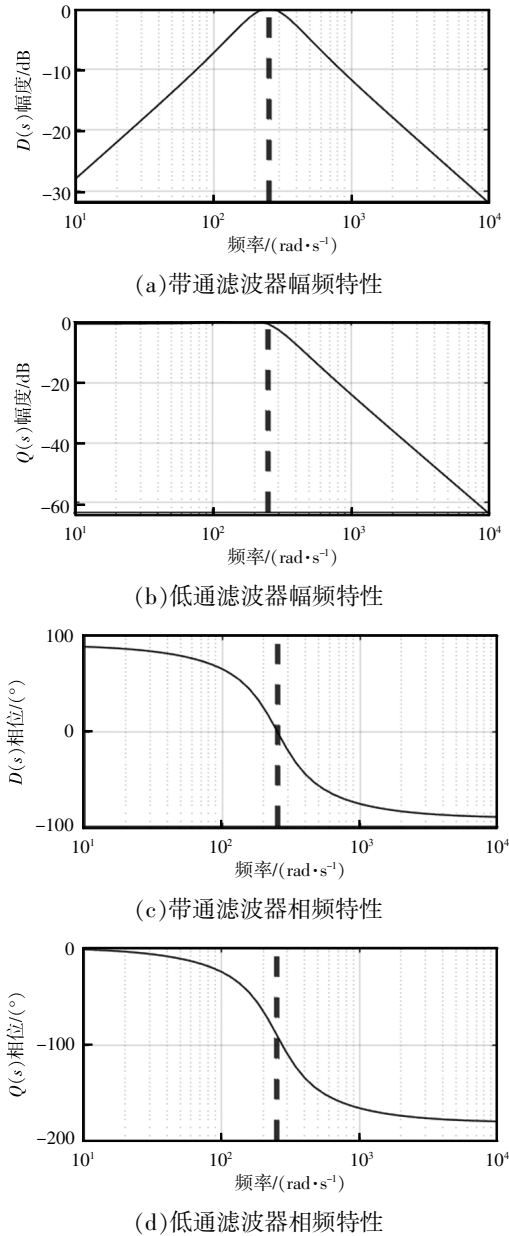 0
-10
-20
-30
D(s)幅度/dB
10¹ 10² 10³ 10⁴
频率/(rad·s⁻¹)
(a)带通滤波器幅频特性
0
-20
-40
-60
Q(s)幅度/dB
10¹ 10² 10³ 10⁴
频率/(rad·s⁻¹)
(b)低通滤波器幅频特性
100
0
-100
D(s)相位/(°)
10¹ 10² 10³ 10⁴
频率/(rad·s⁻¹)
(c)带通滤波器相频特性
0
-100
-200
Q(s)相位/(°)
10¹ 10² 10³ 10⁴
频率/(rad·s⁻¹)
(d)低通滤波器相频特性